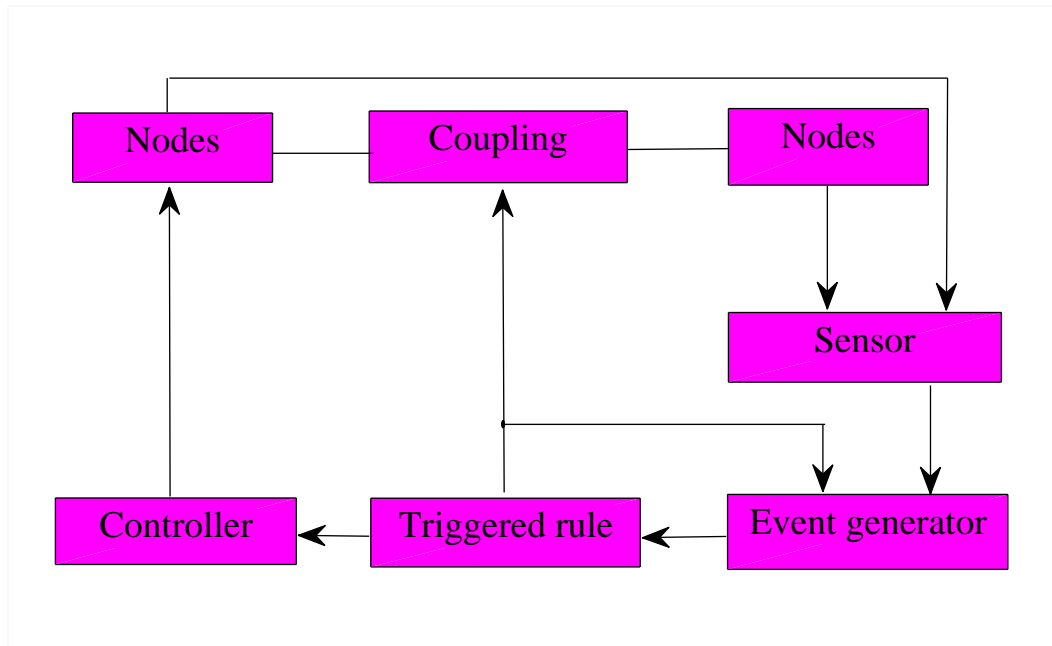 Nodes
Coupling
Nodes
Sensor
Controller
Triggered rule
Event generator